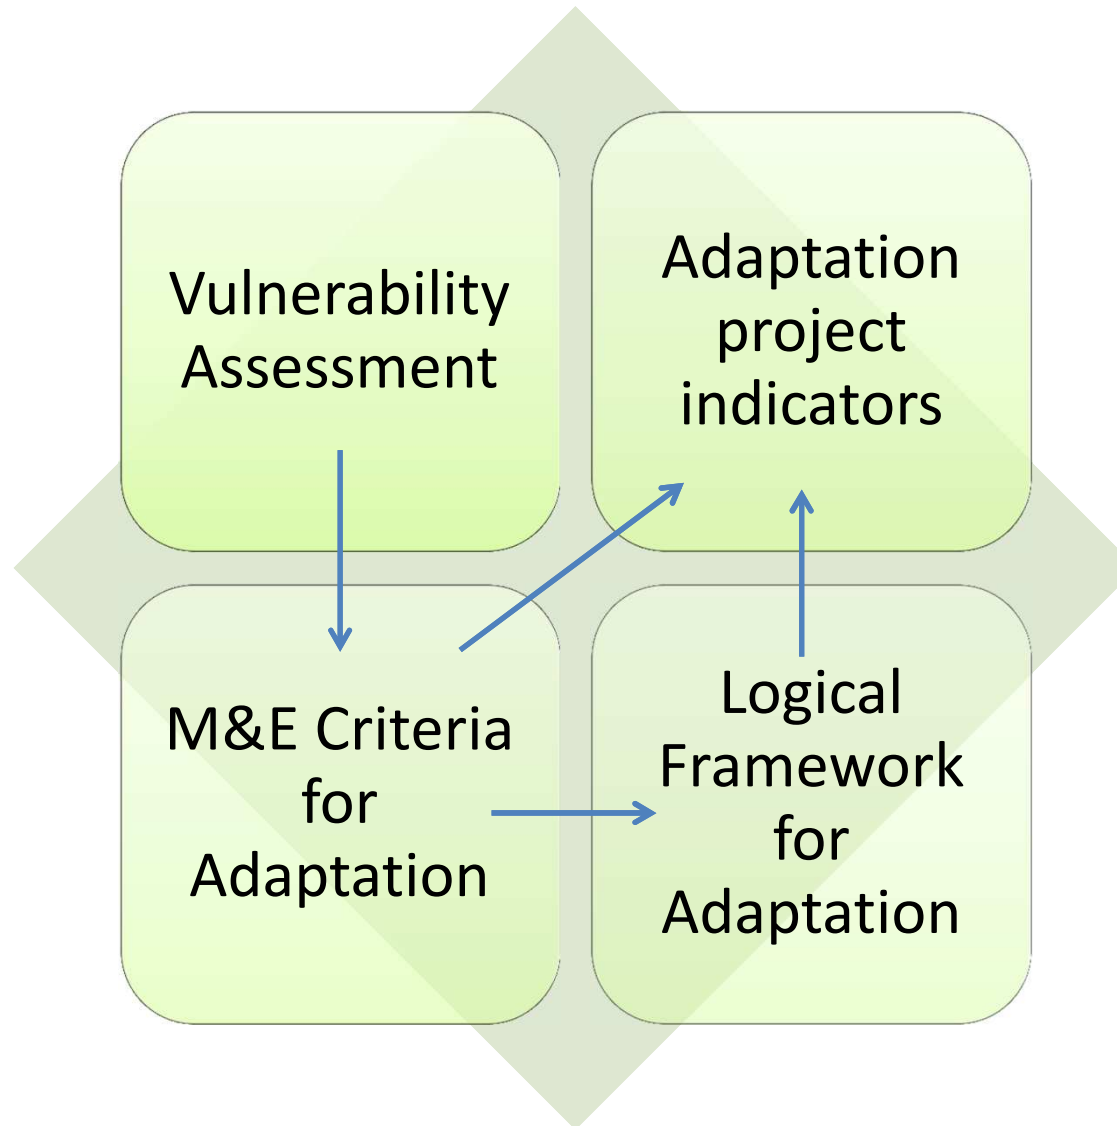 Vulnerability
Assessment
Adaptation
project
indicators
M&E Criteria
for
Adaptation
Logical
Framework
for
Adaptation